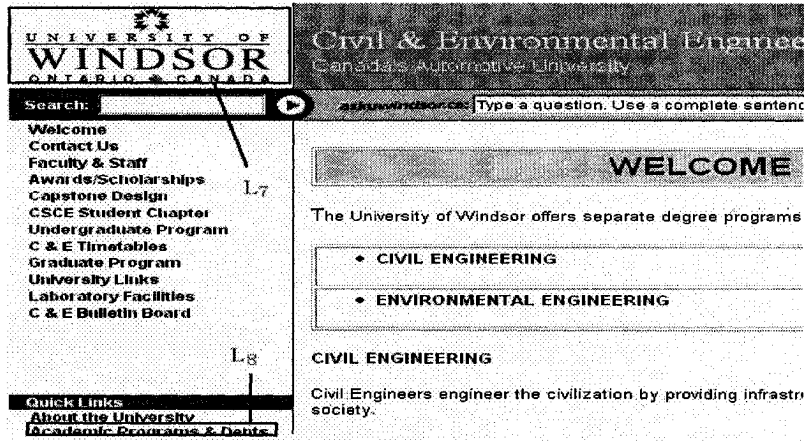 UNIVERSITY OF
WINDSOR
ONTARIO CANADA
Civil & Environmental Enginee
Canada's Automotive University
Search:
askuwindsor.ca: Type a question. Use a complete sentenc
Welcome
Contact Us
Faculty & Staff
Awards/Scholarships
Capstone Design
CSCE Student Chapter
Undergraduate Program
C & E Timetables
Graduate Program
University Links
Laboratory Facilities
C & E Bulletin Board
L7
L8
Quick Links
About the University
Academic Programs & Depts.
WELCOME
The University of Windsor offers separate degree programs
• CIVIL ENGINEERING
• ENVIRONMENTAL ENGINEERING
CIVIL ENGINEERING
Civil Engineers engineer the civilization by providing infrastr
society.